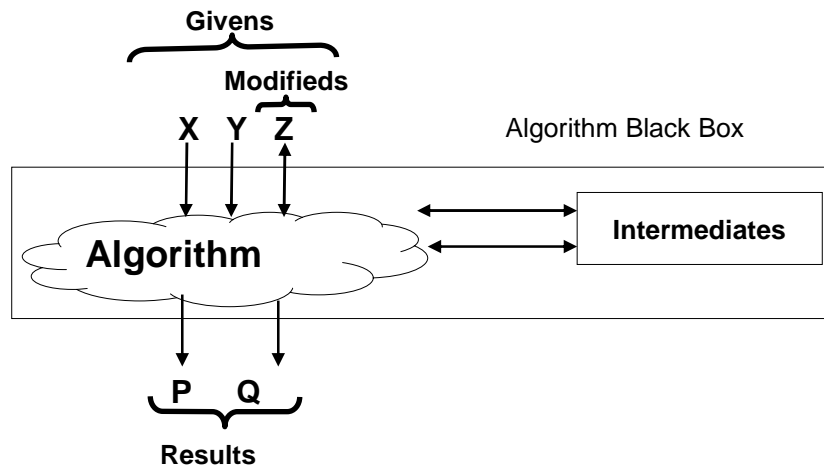 Givens
Modifieds
X Y Z
Algorithm Black Box
Algorithm
Intermediates
P Q
Results